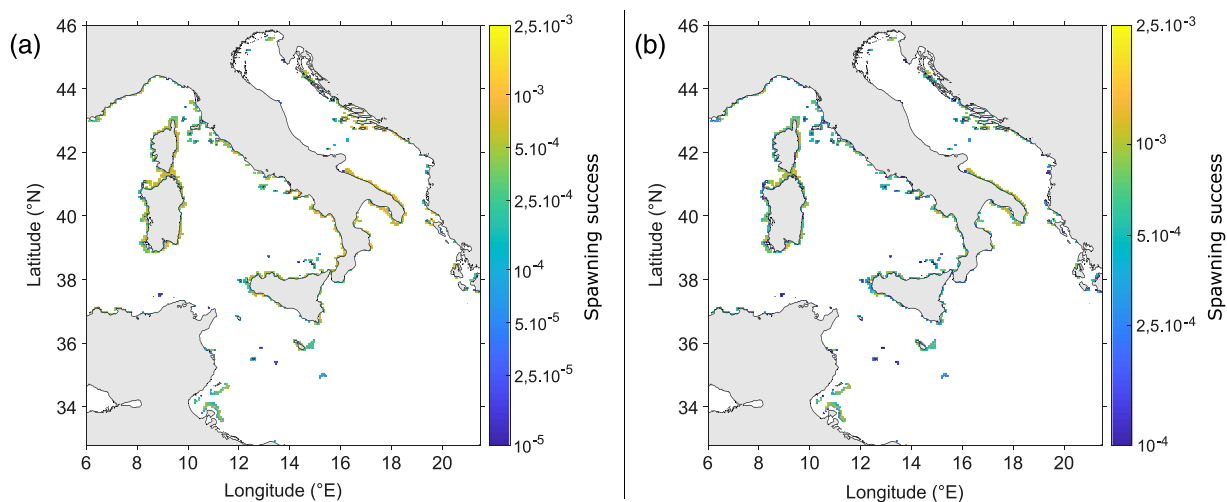 (a)
46
44
42
40
38
36
34
Latitude (°N)
6 8 10 12 14 16 18 20
Longitude (°E)
2,5.10⁻³
10⁻³
5.10⁻⁴
2,5.10⁻⁴
10⁻⁴
5.10⁻⁵
2,5.10⁻⁵
10⁻⁵
Spawning success
(b)
46
44
42
40
38
36
34
Latitude (°N)
6 8 10 12 14 16 18 20
Longitude (°E)
2,5.10⁻³
10⁻³
5.10⁻⁴
2,5.10⁻⁴
10⁻⁴
Spawning success